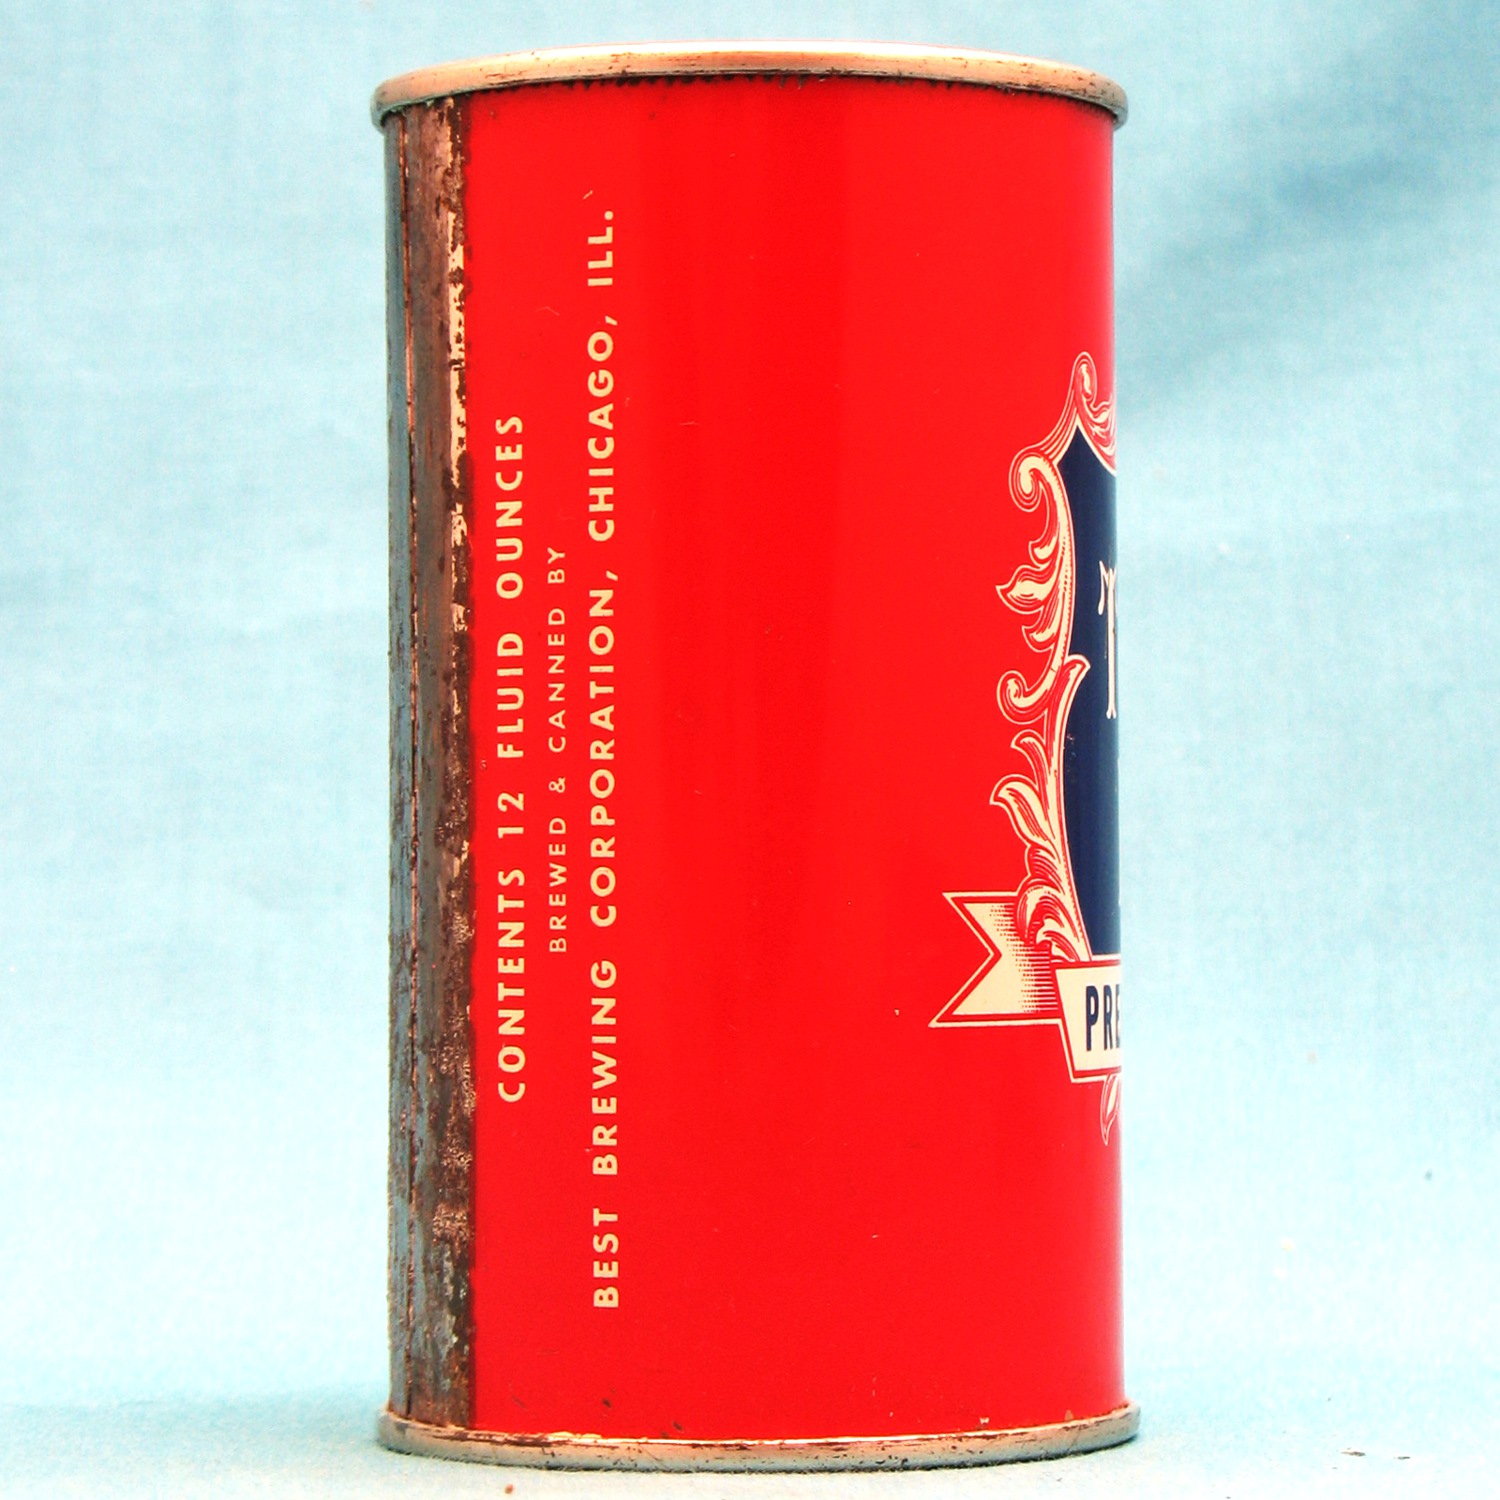 CONTENTS 12 FLUID OUNCES
BREWED & CANNED BY
BEST BREWING CORPORATION, CHICAGO, ILL.